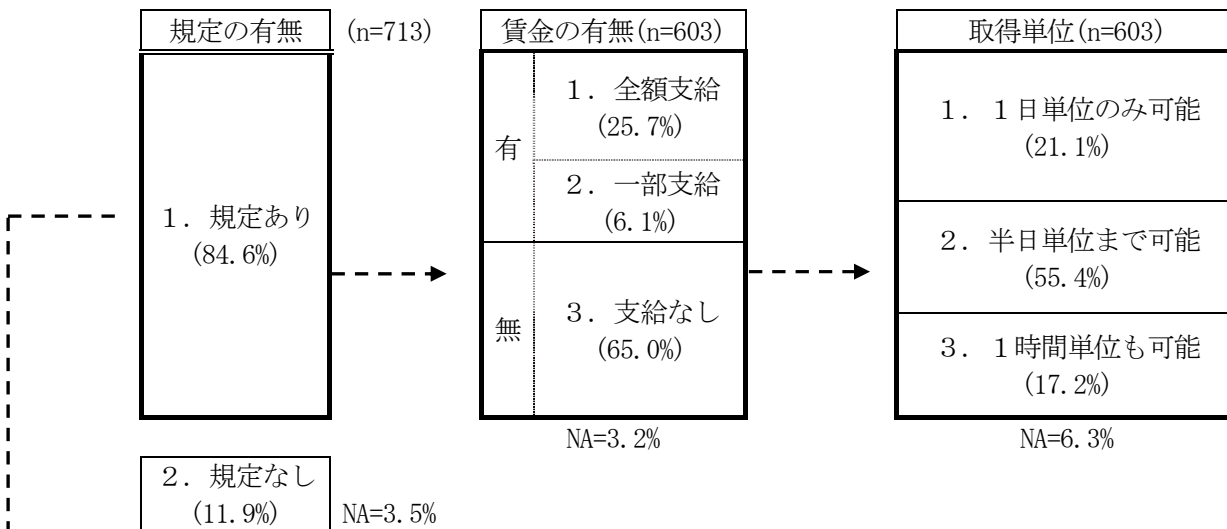 規定の有無 (n=713)
1．規定あり
(84.6%)
2．規定なし
(11.9%) NA=3.5%
賃金の有無(n=603)
有
1．全額支給
(25.7%)
2．一部支給
(6.1%)
無
3．支給なし
(65.0%)
NA=3.2%
取得単位(n=603)
1．1日単位のみ可能
(21.1%)
2．半日単位まで可能
(55.4%)
3．1時間単位も可能
(17.2%)
NA=6.3%